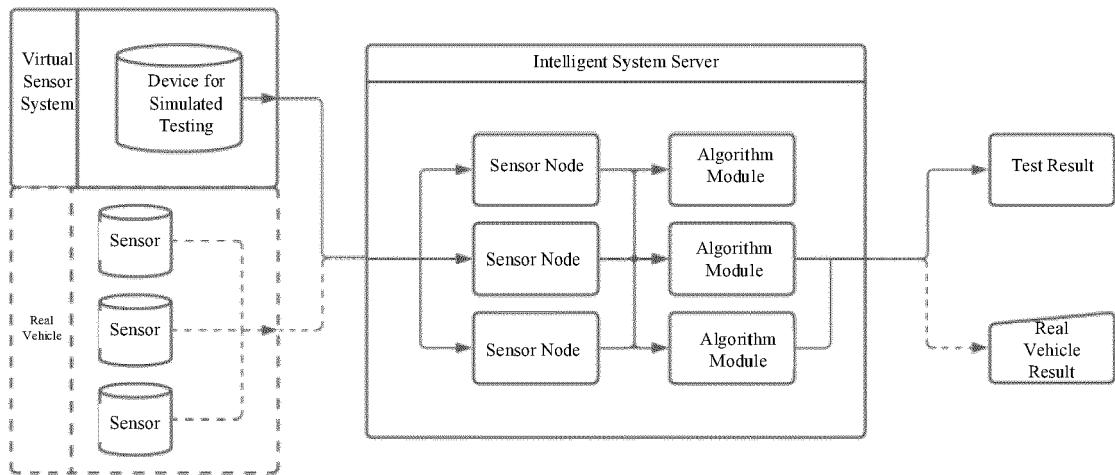 Virtual
Sensor
System
Device for
Simulated
Testing
Real
Vehicle
Sensor
Sensor
Sensor
Intelligent System Server
Sensor Node
Sensor Node
Sensor Node
Algorithm
Module
Algorithm
Module
Algorithm
Module
Test Result
Real
Vehicle
Result